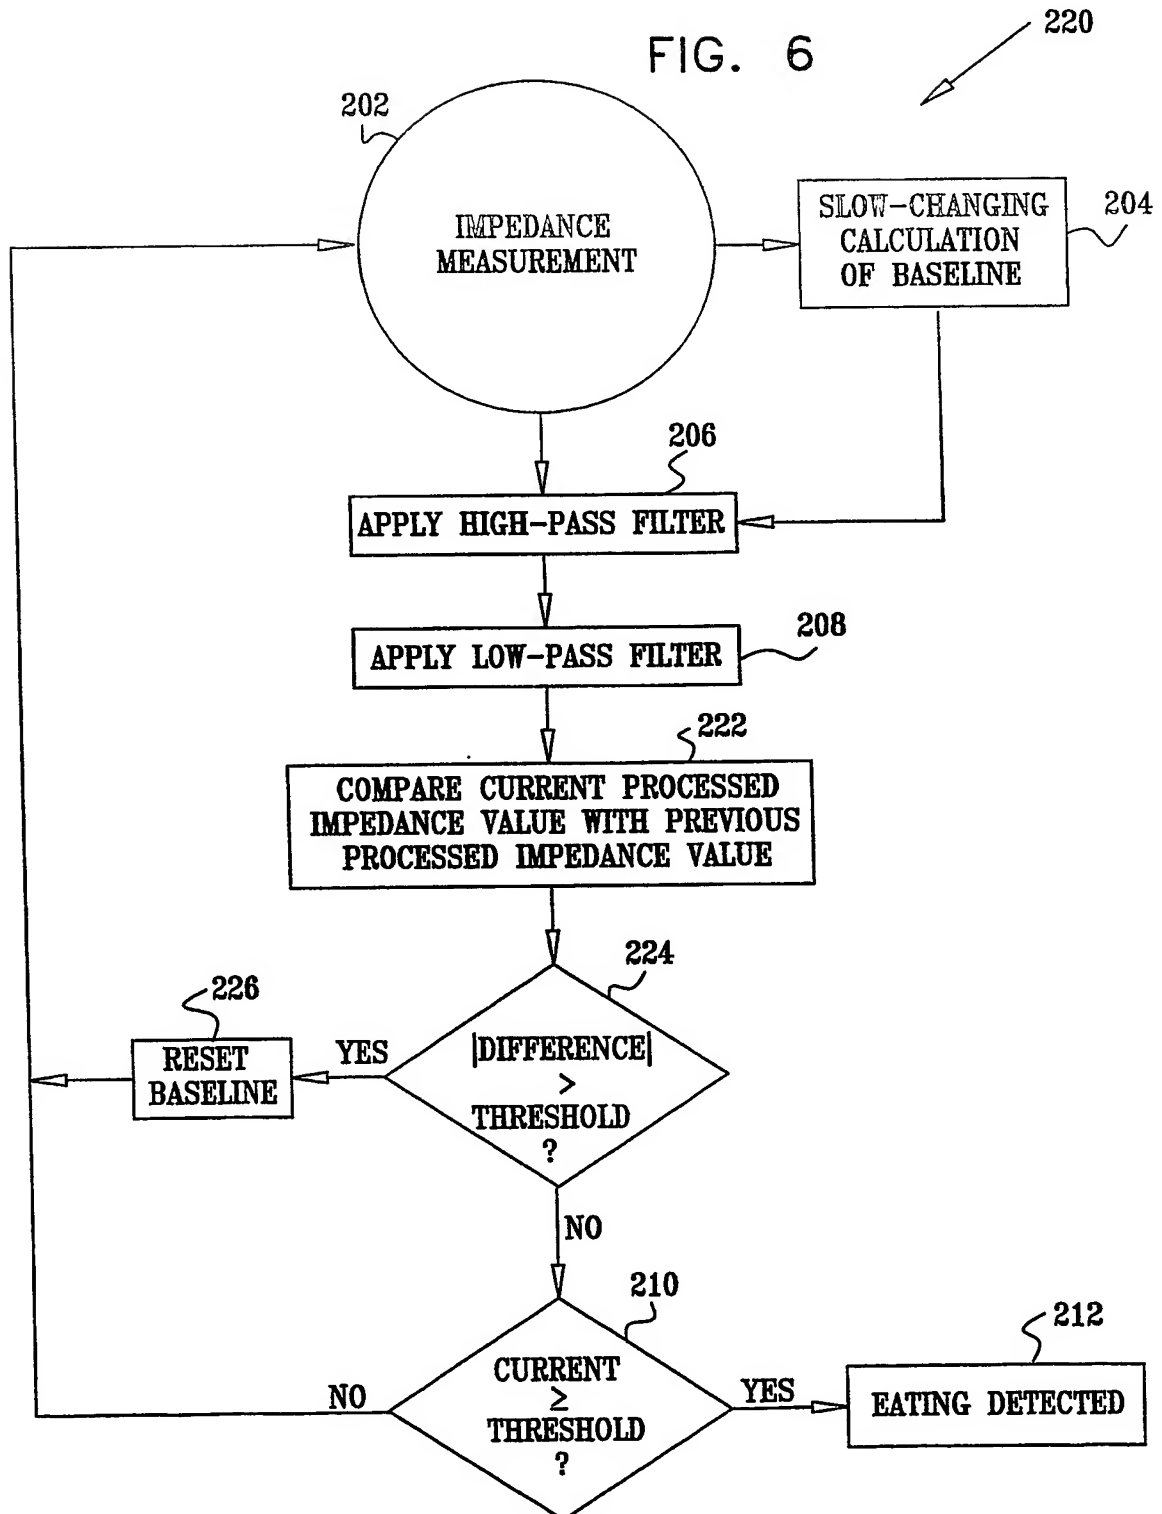 FIG. 6
220
202
IMPEDANCE
MEASUREMENT
SLOW-CHANGING
CALCULATION
OF BASELINE
204
206
APPLY HIGH-PASS FILTER
208
APPLY LOW-PASS FILTER
222
COMPARE CURRENT PROCESSED
IMPEDANCE VALUE WITH PREVIOUS
PROCESSED IMPEDANCE VALUE
224
226
RESET
BASELINE
YES
|DIFFERENCE|
>
THRESHOLD
?
NO
210
212
CURRENT
≥
THRESHOLD
?
NO
YES
EATING DETECTED